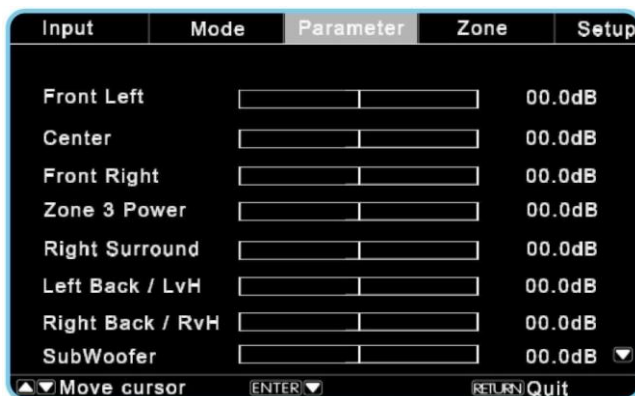 Input Mode Parameter Zone Setup
Front Left 00.0dB
Center 00.0dB
Front Right 00.0dB
Zone 3 Power 00.0dB
Right Surround 00.0dB
Left Back / LvH 00.0dB
Right Back / RvH 00.0dB
SubWoofer 00.0dB
Move cursor ENTER RETURN Quit